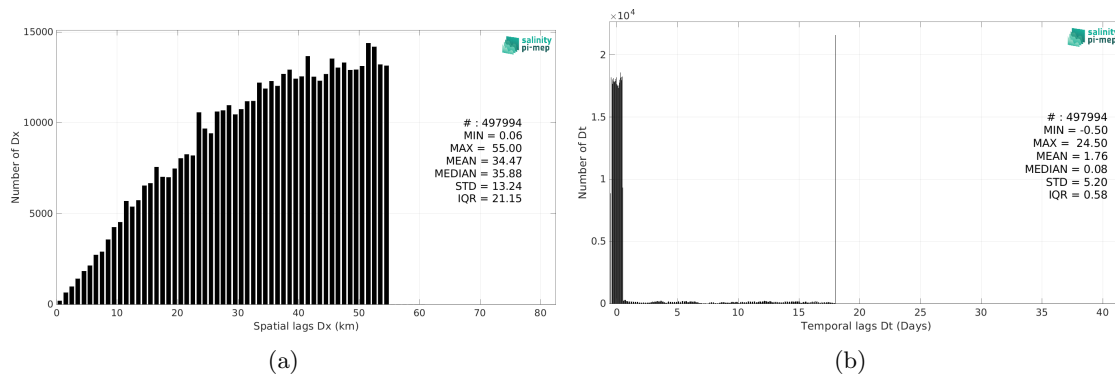 15000
10000
5000
0
Number of Dx
0 10 20 30 40 50 60 70 80
Spatial lags Dx (km)
salinity
pi-mep
# : 497994
MIN = 0.06
MAX = 55.00
MEAN = 34.47
MEDIAN = 35.88
STD = 13.24
IQR = 21.15
(a)
×10⁴
2
1.5
1
0.5
0
Number of Dt
0 5 10 15 20 25 30 35 40
Temporal lags Dt (Days)
salinity
pi-mep
# : 497994
MIN = -0.50
MAX = 24.50
MEAN = 1.76
MEDIAN = 0.08
STD = 5.20
IQR = 0.58
(b)